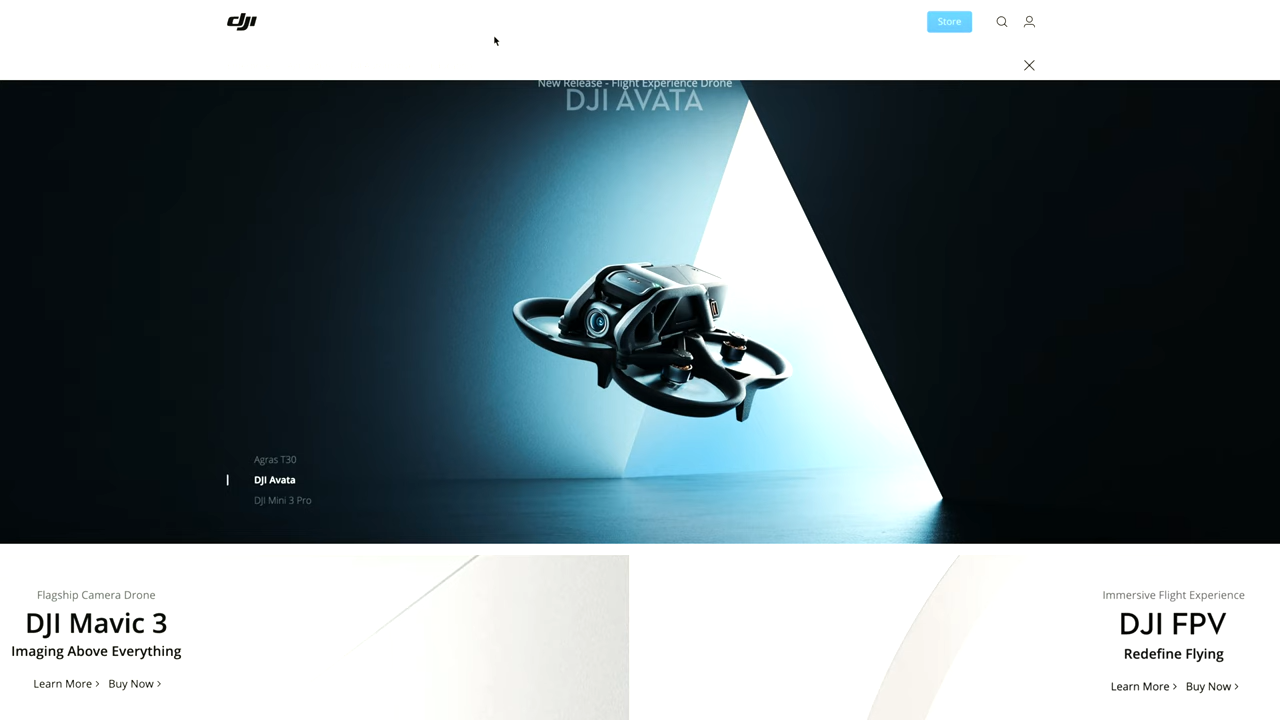 dji
Store
New Release - Flight Experience Drone
DJI AVATA
Agras T30
DJI Avata
DJI Mini 3 Pro
Flagship Camera Drone
DJI Mavic 3
Imaging Above Everything
Learn More > Buy Now >
Immersive Flight Experience
DJI FPV
Redefine Flying
Learn More > Buy Now >